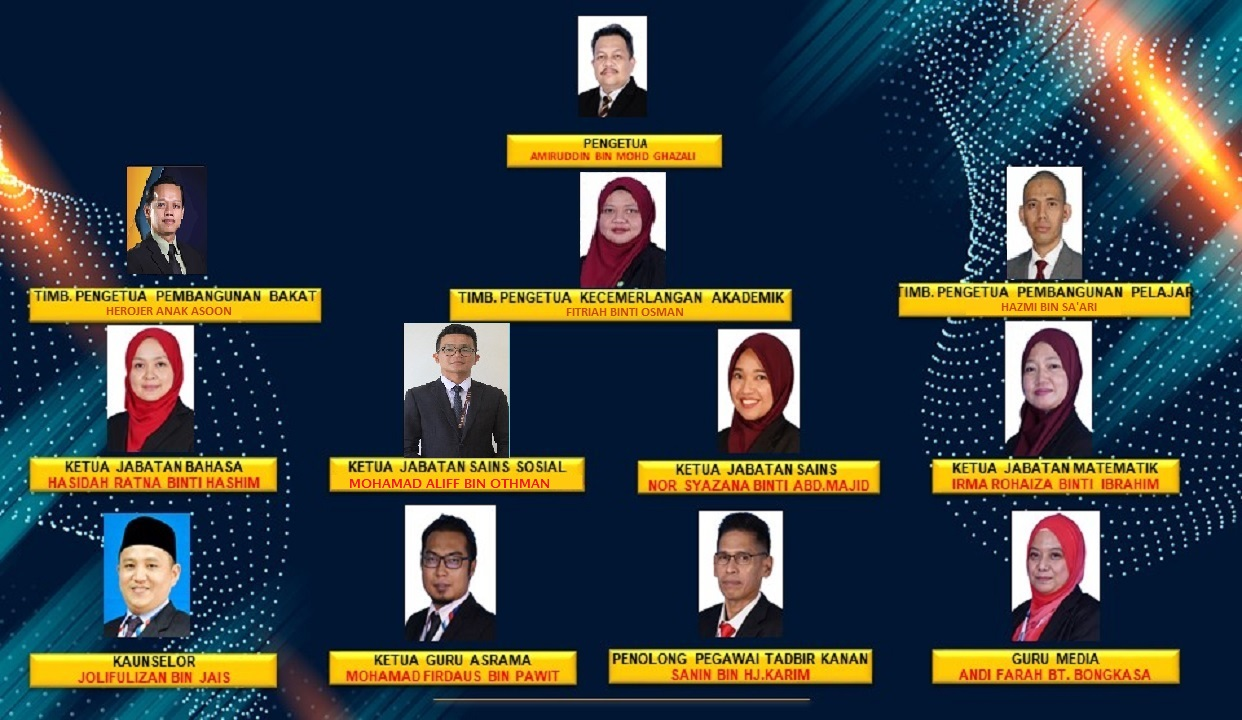 PENGETUA
AMIRUDDIN BIN MOHD GHAZALI
TIMB. PENGETUA PEMBANGUNAN BAKAT
HEROJER ANAK ASOON
TIMB. PENGETUA KECEMERLANGAN AKADEMIK
FITRIAH BINTI OSMAN
TIMB. PENGETUA PEMBANGUNAN PELAJAR
HAZMI BIN SA'ARI
KETUA JABATAN BAHASA
HASIDAH RATNA BINTI HASHIM
KETUA JABATAN SAINS SOSIAL
MOHAMAD ALIFF BIN OTHMAN
KETUA JABATAN SAINS
NOR SYAZANA BINTI ABD.MAJID
KETUA JABATAN MATEMATIK
IRMA ROHAIZA BINTI IBRAHIM
KAUNSELOR
JOLIFULIZAN BIN JAIS
KETUA GURU ASRAMA
MOHAMAD FIRDAUS BIN PAWIT
PENOLONG PEGAWAI TADBIR KANAN
SANIN BIN HJ.KARIM
GURU MEDIA
ANDI FARAH BT. BONGKASA